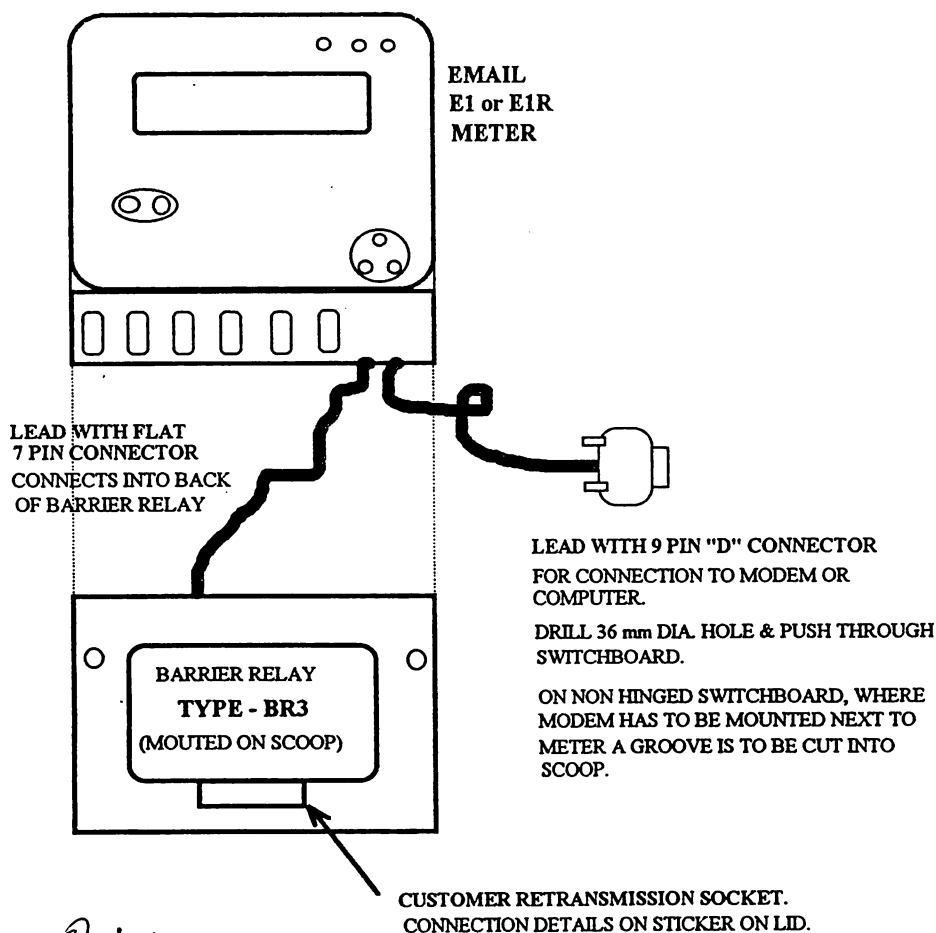 EMAIL
E1 or E1R
METER
LEAD WITH FLAT
7 PIN CONNECTOR
CONNECTS INTO BACK
OF BARRIER RELAY
LEAD WITH 9 PIN "D" CONNECTOR
FOR CONNECTION TO MODEM OR
COMPUTER.
DRILL 36 mm DIA. HOLE & PUSH THROUGH
SWITCHBOARD.
ON NON HINGED SWITCHBOARD, WHERE
MODEM HAS TO BE MOUNTED NEXT TO
METER A GROOVE IS TO BE CUT INTO
SCOOP.
BARRIER RELAY
TYPE - BR3
(MOUTED ON SCOOP)
CUSTOMER RETRANSMISSION SOCKET.
CONNECTION DETAILS ON STICKER ON LID.